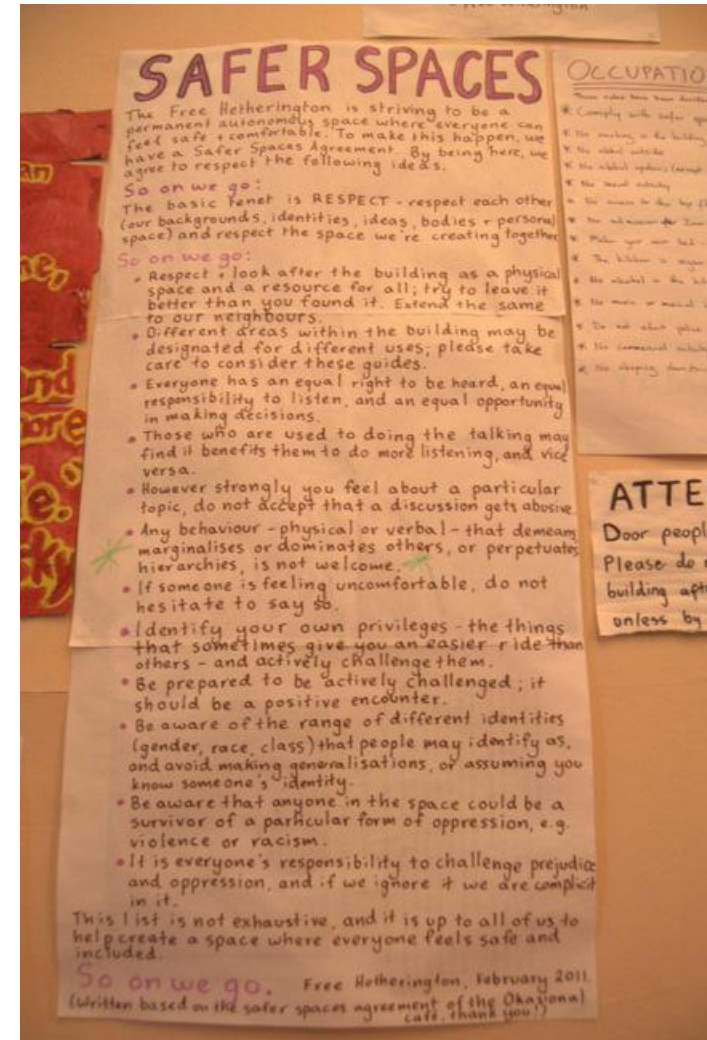 SAFER SPACES
The Free Hetherington is striving to be a
permanent autonomous space where everyone can
feel safe + comfortable. To make this happen, we
have a Safer Spaces Agreement. By being here, we
agree to respect the following ideas.
So on we go:
The basic tenet is RESPECT - respect each other
(our backgrounds, identities, ideas, bodies + personal
space) and respect the space we're creating together
So on we go:
• Respect + look after the building as a physical
space and a resource for all; try to leave it
better than you found it. Extend the same
to our neighbours.
• Different areas within the building may be
designated for different uses; please take
care to consider these guides.
• Everyone has an equal right to be heard, an equal
responsibility to listen, and an equal opportunity
in making decisions.
• Those who are used to doing the talking may
find it benefits them to do more listening, and vice
versa.
• However strongly you feel about a particular
topic, do not accept that a discussion gets abusive.
• Any behaviour - physical or verbal - that demeans,
marginalises or dominates others, or perpetuates
hierarchies, is not welcome.
• If someone is feeling uncomfortable, do not
hesitate to say so.
• Identify your own privileges - the things
that sometimes give you an easier ride than
others - and actively challenge them.
• Be prepared to be actively challenged; it
should be a positive encounter.
• Be aware of the range of different identities
(gender, race, class) that people may identify as,
and avoid making generalisations, or assuming you
know someone's identity.
• Be aware that anyone in the space could be a
survivor of a particular form of oppression, e.g.
violence or racism.
• It is everyone's responsibility to challenge prejudice
and oppression, and if we ignore it we are complicit
in it.
This list is not exhaustive, and it is up to all of us to
help create a space where everyone feels safe and
included.
So on we go. Free Hetherington, February 2011.
(Written based on the safer spaces agreement of the Okasional
café, thank you!)
OCCUPATIO
Comply with safer
No smoking in the building
Make your own bed
ATTE
Door peopl
Please do
building aft
unless by